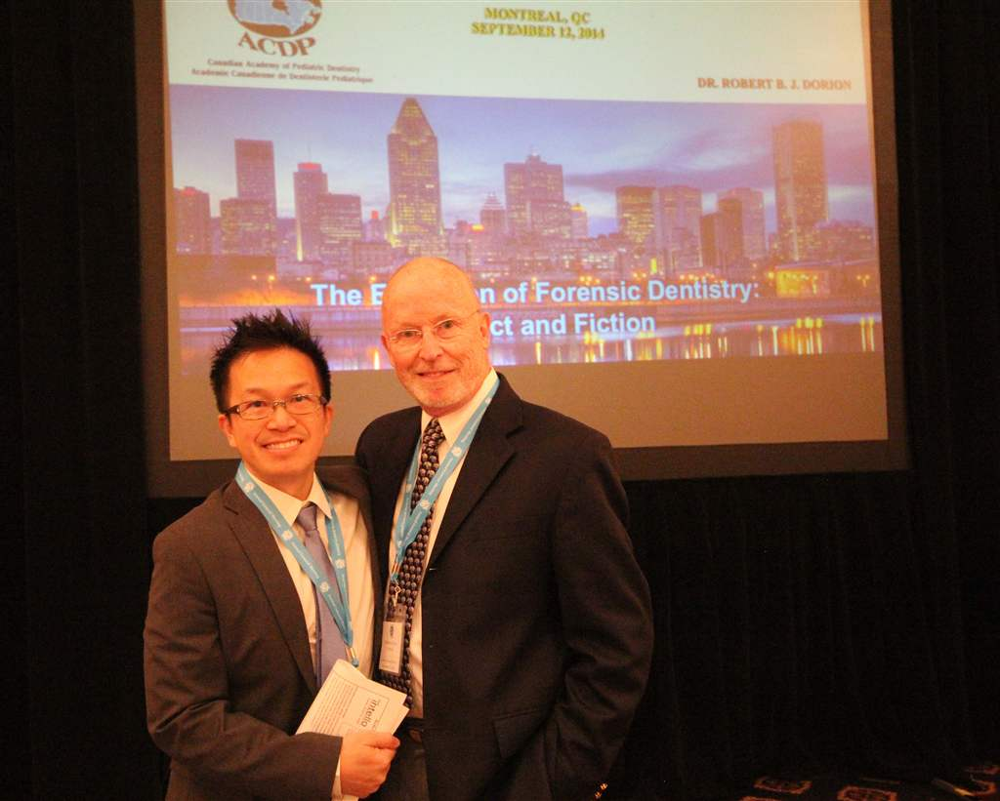 ACDP
Canadian Academy of Pediatric Dentistry
Académie Canadienne de Dentisterie Pédiatrique
MONTREAL, QC
SEPTEMBER 12, 2014
DR. ROBERT B. J. DORION
The of Forensic Dentistry:
and Fiction